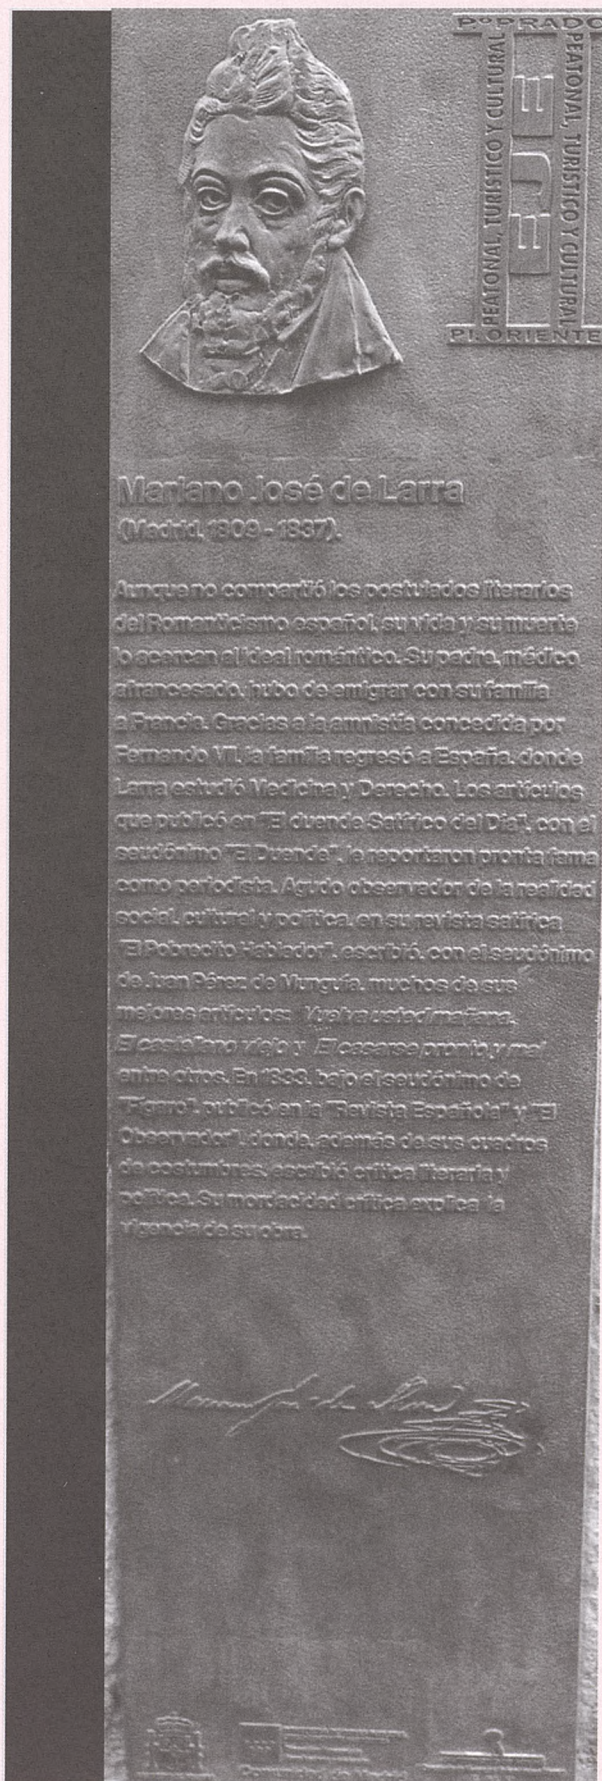 Pº PRADO
PEATONAL, TURISTICO Y CULTURAL
EJE
PEATONAL, TURISTICO Y CULTURAL
Pl. ORIENTE
Mariano José de Larra
(Madrid, 1809 - 1837).
Aunque no compartió los postulados literarios
del Romanticismo español, su vida y su muerte
lo acercan al ideal romántico. Su padre, médico
afrancesado, hubo de emigrar con su familia
a Francia. Gracias a la amnistía concedida por
Fernando VII, la familia regresó a España, donde
Larra estudió Medicina y Derecho. Los artículos
que publicó en "El duende Satírico del Día", con el
seudónimo "El Duende", le reportaron pronta fama
como periodista. Agudo observador de la realidad
social, cultural y política, en su revista satírica
"El Pobrecito Hablador", escribió, con el seudónimo
de Juan Pérez de Munguía, muchos de sus
mejores artículos: Vuelva usted mañana,
El castellano viejo y El casarse pronto y mal
entre otros. En 1833, bajo el seudónimo de
"Fígaro", publicó en la "Revista Española" y "El
Observador", donde, además de sus cuadros
de costumbres, escribió crítica literaria y
política. Su mordacidad crítica explica la
vigencia de su obra.
Comunidad de Madrid